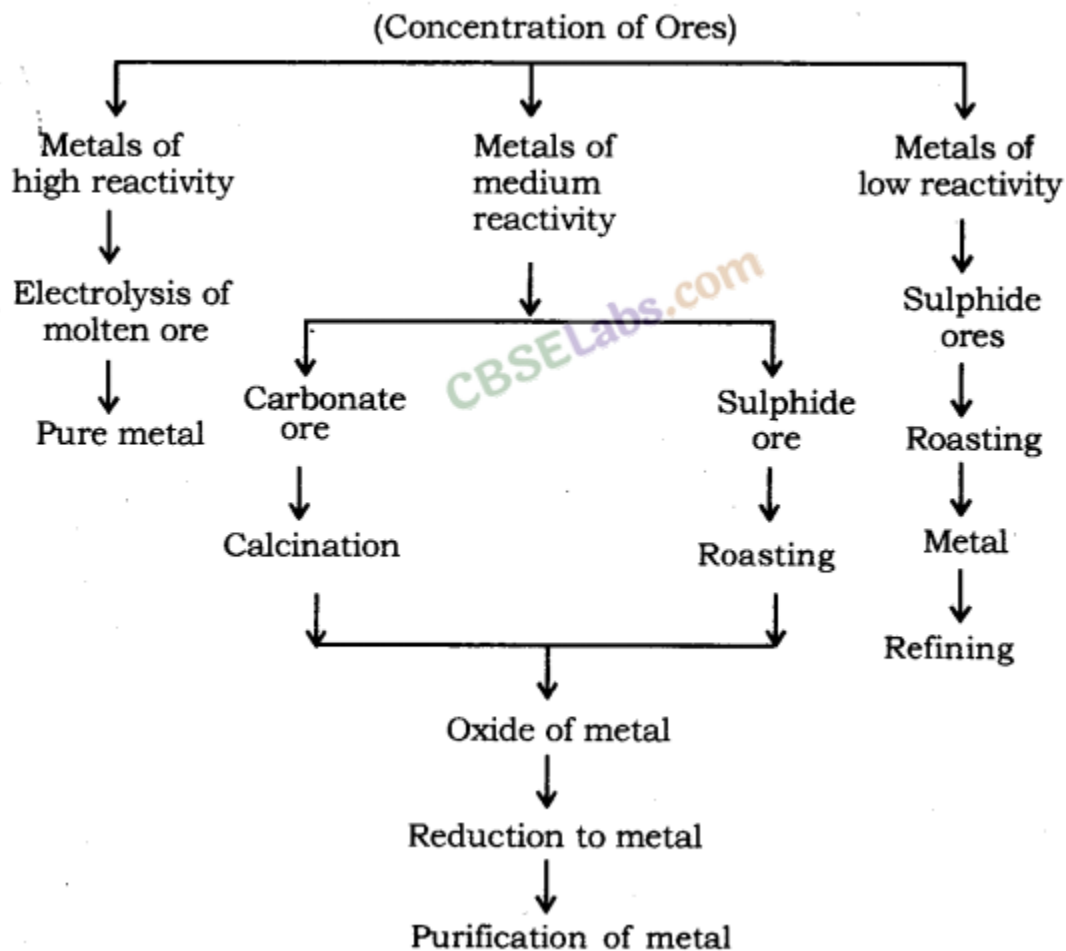 (Concentration of Ores)
Metals of
high reactivity
Metals of
medium
reactivity
Metals of
low reactivity
Electrolysis of
molten ore
Pure metal
Carbonate
ore
Calcination
Sulphide
ore
Roasting
Sulphide
ores
Roasting
Metal
Refining
CBSELabs.com
Oxide of metal
Reduction to metal
Purification of metal